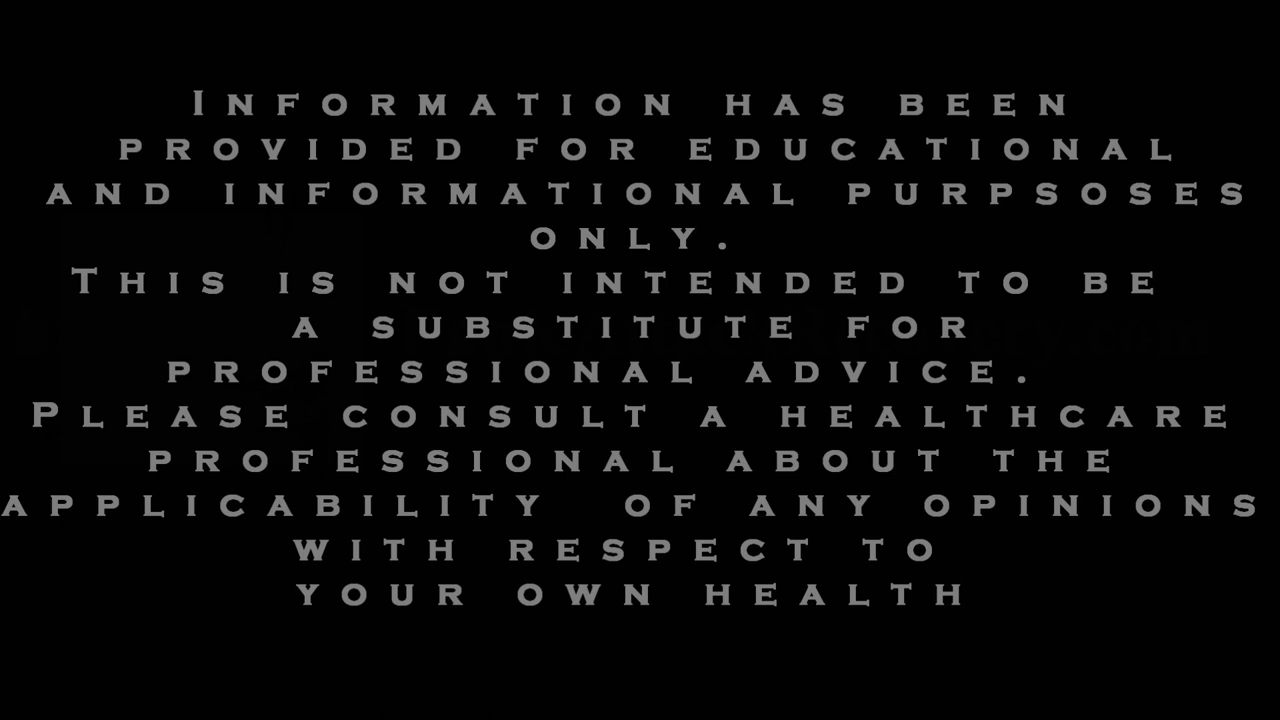 Information has been
provided for educational
and informational purpsoses
only.
This is not intended to be
a substitute for
professional advice.
Please consult a healthcare
professional about the
applicability of any opinions
with respect to
your own health